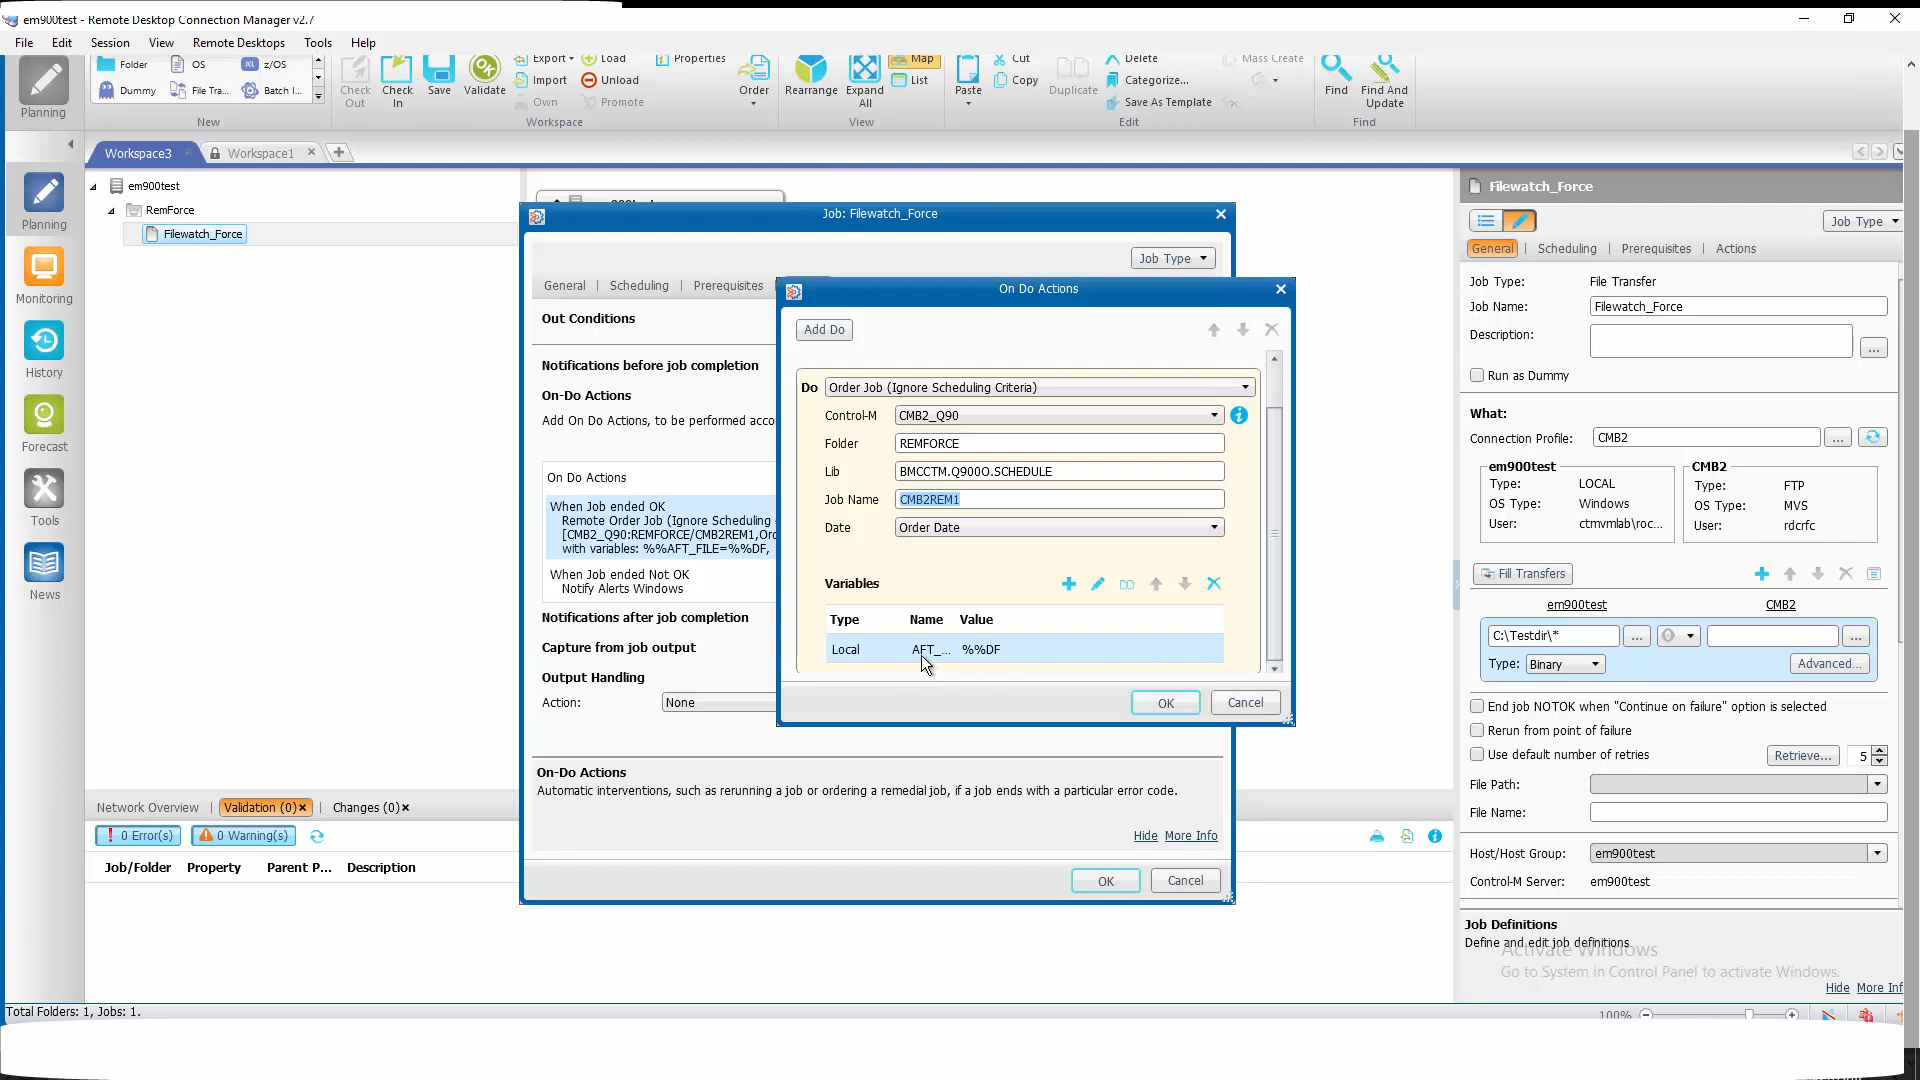 em900test - Remote Desktop Connection Manager v2.7
File Edit Session View Remote Desktops Tools Help
Planning
Folder OS z/OS
Dummy File Tra... Batch I...
New
Check Out
Check In
Save
Validate
Export Load
Import Unload
Own Promote
Properties
Order
Workspace
Rearrange
Expand All
Map
List
View
Paste
Cut
Copy
Duplicate
Delete
Categorize...
Save As Template
Mass Create
Edit
Find
Find And Update
Find
Workspace3 Workspace1
Planning
Monitoring
History
Forecast
Tools
News
em900test
RemForce
Filewatch_Force
Job: Filewatch_Force
Job Type
General | Scheduling | Prerequisites
Out Conditions
Notifications before job completion
On-Do Actions
Add On Do Actions, to be performed acco
On Do Actions
When Job ended OK
Remote Order Job (Ignore Scheduling
[CMB2_Q90:REMFORCE/CMB2REM1,Or
with variables: %%AFT_FILE=%%DF,
When Job ended Not OK
Notify Alerts Windows
Notifications after job completion
Capture from job output
Output Handling
Action: None
On-Do Actions
Automatic interventions, such as rerunning a job or ordering a remedial job, if a job ends with a particular error code.
Hide More Info
OK Cancel
On Do Actions
Add Do
Do Order Job (Ignore Scheduling Criteria)
Control-M CMB2_Q90
Folder REMFORCE
Lib BMCCTM.Q900O.SCHEDULE
Job Name CMB2REM1
Date Order Date
Variables
Type Name Value
Local AFT_... %%DF
OK Cancel
Filewatch_Force
Job Type
General | Scheduling | Prerequisites | Actions
Job Type: File Transfer
Job Name: Filewatch_Force
Description:
...
Run as Dummy
What:
Connection Profile: CMB2 ...
em900test CMB2
Type: LOCAL Type: FTP
OS Type: Windows OS Type: MVS
User: ctmvmlab\roc... User: rdcrfc
Fill Transfers
em900test CMB2
C:\Testdir\* ... ...
Type: Binary Advanced...
End job NOTOK when "Continue on failure" option is selected
Rerun from point of failure
Use default number of retries Retrieve... 5
File Path:
File Name:
Host/Host Group: em900test
Control-M Server: em900test
Job Definitions
Define and edit job definitions
Activate Windows
Go to System in Control Panel to activate Windows.
Hide More Inf
Network Overview | Validation (0) | Changes (0)
0 Error(s) 0 Warning(s)
Job/Folder Property Parent P... Description
Total Folders: 1, Jobs: 1.
100%